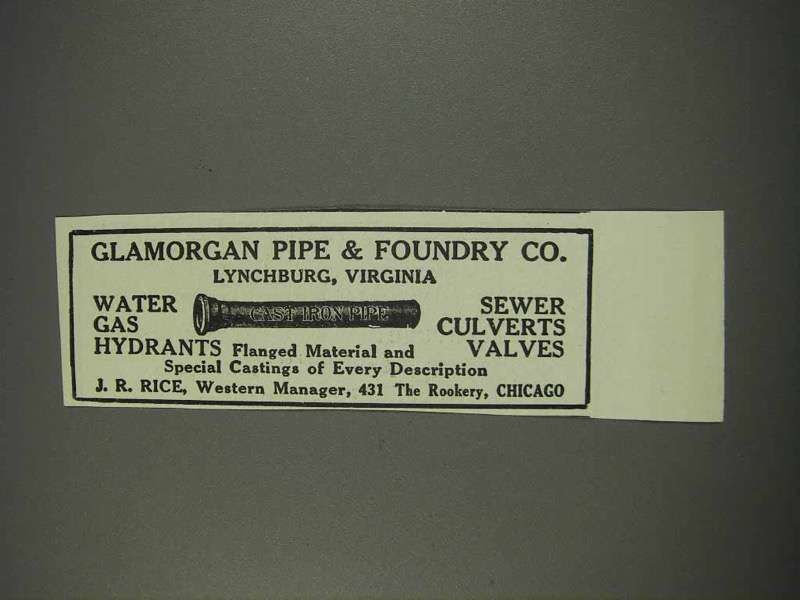 GLAMORGAN PIPE & FOUNDRY CO.
LYNCHBURG, VIRGINIA
WATER
GAS
HYDRANTS
CAST IRON PIPE
SEWER
CULVERTS
VALVES
Flanged Material and
Special Castings of Every Description
J. R. RICE, Western Manager, 431 The Rookery, CHICAGO